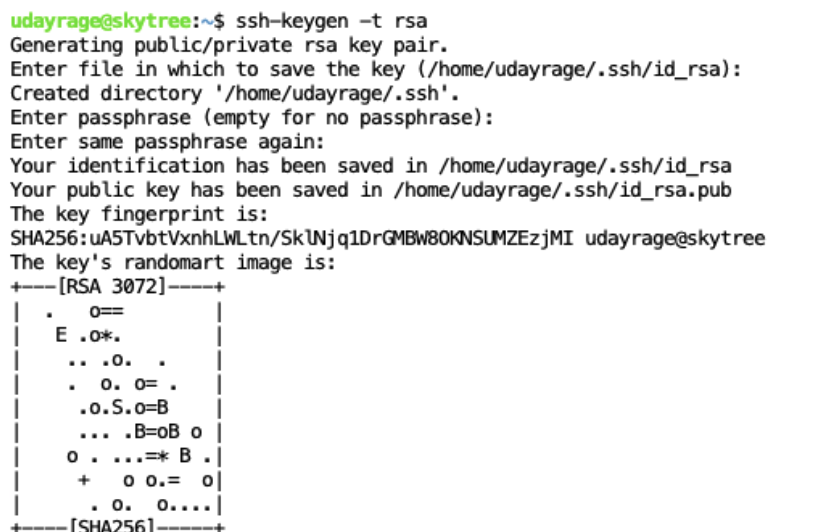 udayrage@skytree:~$ ssh-keygen -t rsa
Generating public/private rsa key pair.
Enter file in which to save the key (/home/udayrage/.ssh/id_rsa):
Created directory '/home/udayrage/.ssh'.
Enter passphrase (empty for no passphrase):
Enter same passphrase again:
Your identification has been saved in /home/udayrage/.ssh/id_rsa
Your public key has been saved in /home/udayrage/.ssh/id_rsa.pub
The key fingerprint is:
SHA256:uA5TvbtVxnhLWLtn/SklNjq1DrGMBW8OKNSUMZEzjMI udayrage@skytree
The key's randomart image is:
+---[RSA 3072]----+
|  .   o==        |
|   E .o*.        |
|    .. .o.  .    |
|    .  o. o= .   |
|     .o.S.o=B    |
|     ... .B=oB o |
|    o . ...=* B .|
|     +   o o.=  o|
|      . o.  o....|
+----[SHA256]-----+